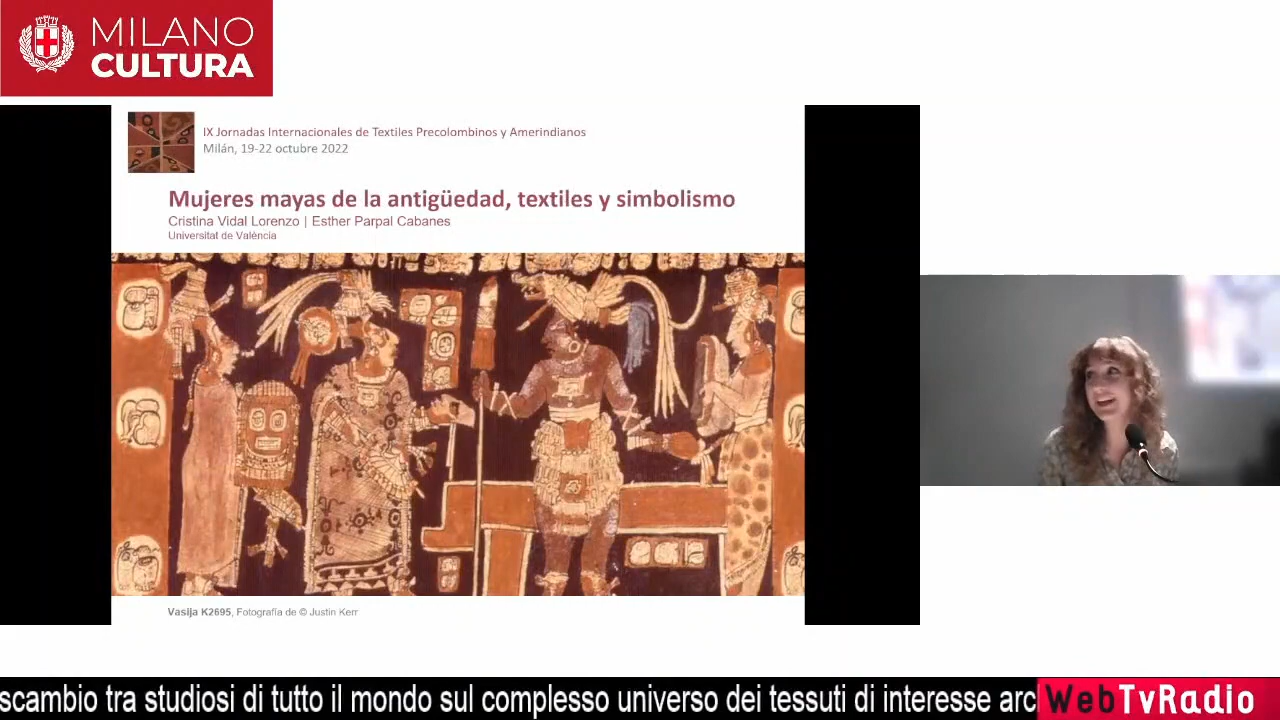 MILANO
CULTURA
IX Jornadas Internacionales de Textiles Precolombinos y Amerindianos
Milán, 19-22 octubre 2022
Mujeres mayas de la antigüedad, textiles y simbolismo
Cristina Vidal Lorenzo | Esther Parpal Cabanes
Universitat de València
Vasija K2695, Fotografía de © Justin Kerr
scambio tra studiosi di tutto il mondo sul complesso universo dei tessuti di interesse arc
WebTvRadio